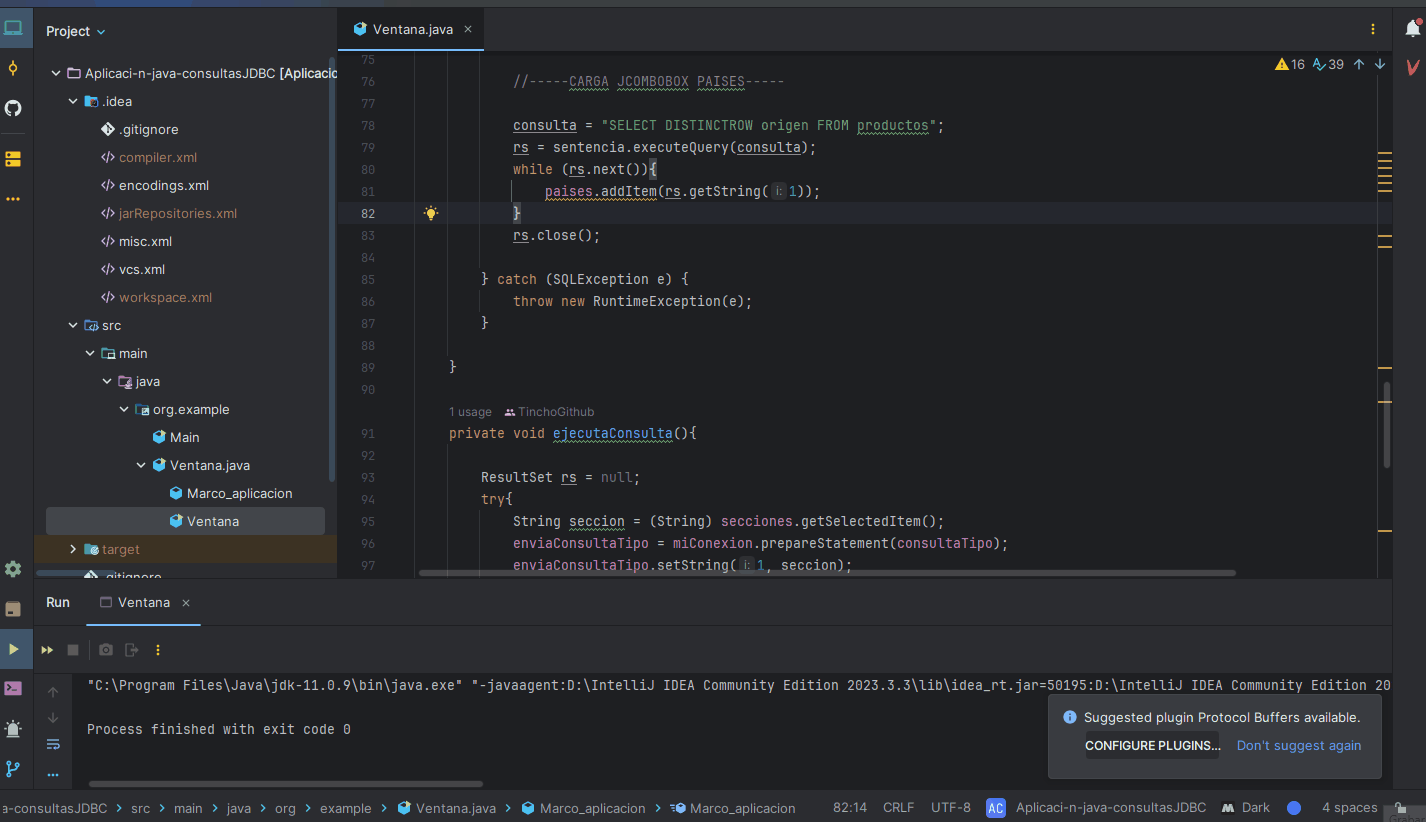 Project
Aplicaci-n-java-consultasJDBC [Aplicacio
.idea
.gitignore
compiler.xml
encodings.xml
jarRepositories.xml
misc.xml
vcs.xml
workspace.xml
src
main
java
org.example
Main
Ventana.java
Marco_aplicacion
Ventana
target
.gitignore
Ventana.java
16 39
75
76 //-----CARGA JCOMBOBOX PAISES-----
77
78 consulta = "SELECT DISTINCTROW origen FROM productos";
79 rs = sentencia.executeQuery(consulta);
80 while (rs.next()){
81 paises.addItem(rs.getString( i: 1));
82 }
83 rs.close();
84
85 } catch (SQLException e) {
86 throw new RuntimeException(e);
87 }
88
89 }
90
1 usage TinchoGithub
91 private void ejecutaConsulta(){
92
93 ResultSet rs = null;
94 try{
95 String seccion = (String) secciones.getSelectedItem();
96 enviaConsultaTipo = miConexion.prepareStatement(consultaTipo);
97 enviaConsultaTipo.setString( i: 1, seccion);
Run Ventana
"C:\Program Files\Java\jdk-11.0.9\bin\java.exe" "-javaagent:D:\IntelliJ IDEA Community Edition 2023.3.3\lib\idea_rt.jar=50195:D:\IntelliJ IDEA Community Edition 20
Process finished with exit code 0
Suggested plugin Protocol Buffers available.
CONFIGURE PLUGINS... Don't suggest again
a-consultasJDBC > src > main > java > org > example > Ventana.java > Marco_aplicacion > Marco_aplicacion 82:14 CRLF UTF-8 AC Aplicaci-n-java-consultasJDBC Dark 4 spaces